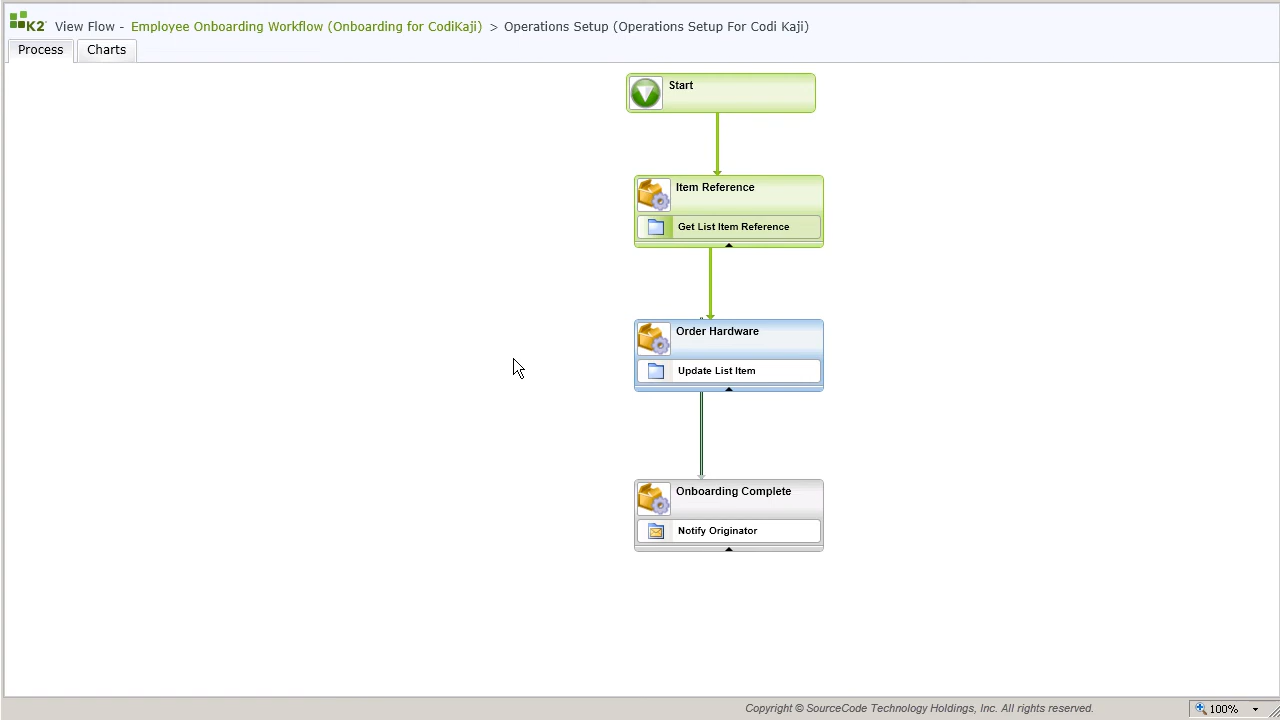 K2 View Flow - Employee Onboarding Workflow (Onboarding for CodiKaji) > Operations Setup (Operations Setup For Codi Kaji)
Process Charts
Start
Item Reference
Get List Item Reference
Order Hardware
Update List Item
Onboarding Complete
Notify Originator
Copyright © SourceCode Technology Holdings, Inc. All rights reserved. 100%